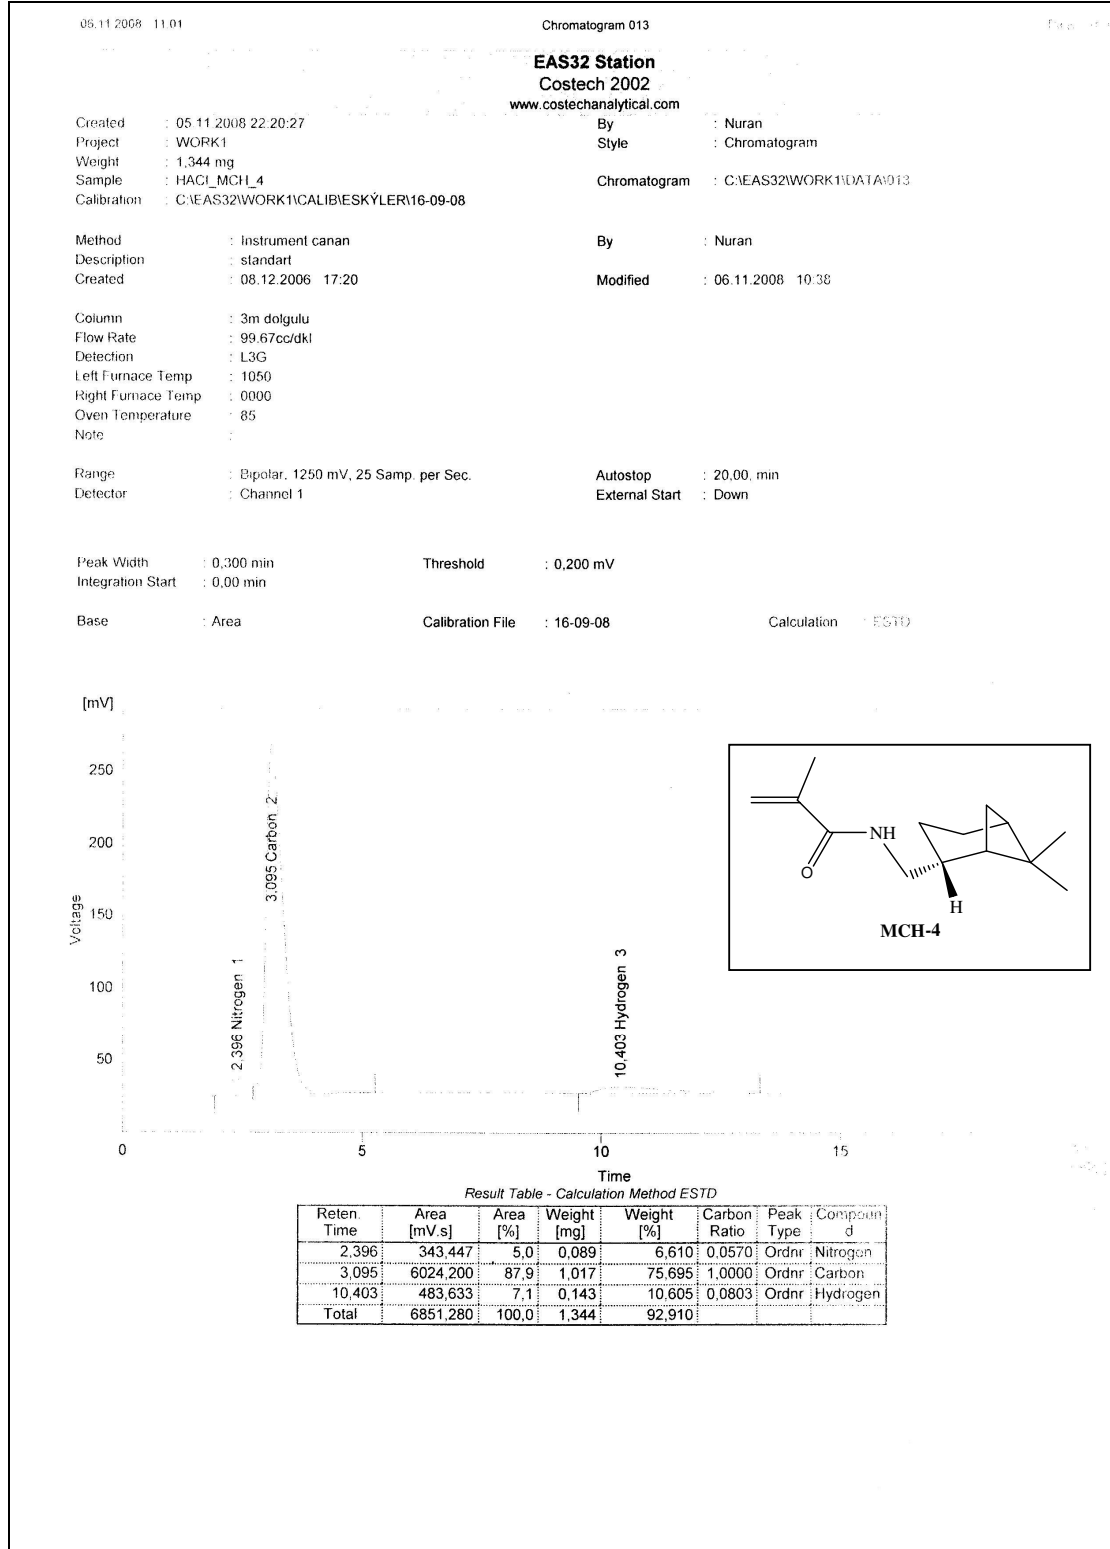 06.11.2008 11:01 Chromatogram 013
EAS32 Station
Costech 2002
www.costechanalytical.com
Created : 05.11.2008 22:20:27 By : Nuran
Project : WORK1 Style : Chromatogram
Weight : 1,344 mg
Sample : HACI_MCH_4 Chromatogram : C:\EAS32\WORK1\DATA\013
Calibration : C:\EAS32\WORK1\CALIB\ESKÝLER\16-09-08
Method : Instrument canan By : Nuran
Description : standart
Created : 08.12.2006 17:20 Modified : 06.11.2008 10:38
Column : 3m dolgulu
Flow Rate : 99.67cc/dkl
Detection : L3G
Left Furnace Temp : 1050
Right Furnace Temp : 0000
Oven Temperature : 85
Note :
Range : Bipolar, 1250 mV, 25 Samp. per Sec. Autostop : 20,00, min
Detector : Channel 1 External Start : Down
Peak Width : 0,300 min Threshold : 0,200 mV
Integration Start : 0,00 min
Base : Area Calibration File : 16-09-08 Calculation : ESTD
[mV]
250
200
150
100
50
Voltage
2,396 Nitrogen 1
3,095 Carbon 2
10,403 Hydrogen 3
NH
O
H
MCH-4
0 5 10 15
Time
Result Table - Calculation Method ESTD
Reten. Time Area [mV.s] Area [%] Weight [mg] Weight [%] Carbon Ratio Peak Type Compound
2,396 343,447 5,0 0,089 6,610 0,0570 Ordnr Nitrogen
3,095 6024,200 87,9 1,017 75,695 1,0000 Ordnr Carbon
10,403 483,633 7,1 0,143 10,605 0,0803 Ordnr Hydrogen
Total 6851,280 100,0 1,344 92,910